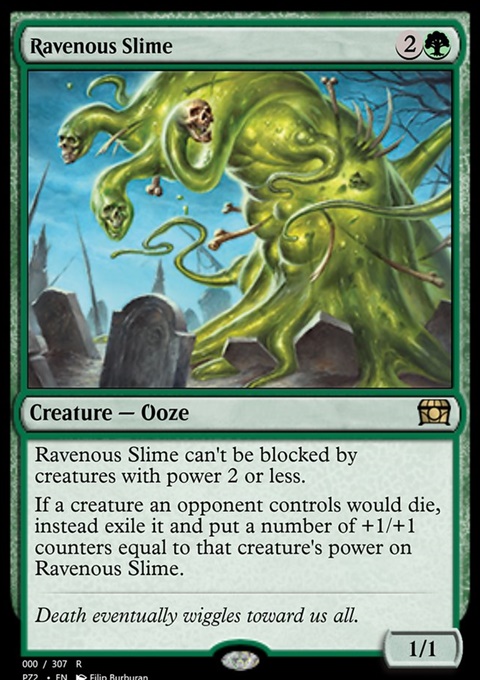 Ravenous Slime 2
Creature — Ooze
Ravenous Slime can't be blocked by
creatures with power 2 or less.
If a creature an opponent controls would die,
instead exile it and put a number of +1/+1
counters equal to that creature's power on
Ravenous Slime.
Death eventually wiggles toward us all.
1/1
000 / 307 R
PZ2 • EN Filip Burburan